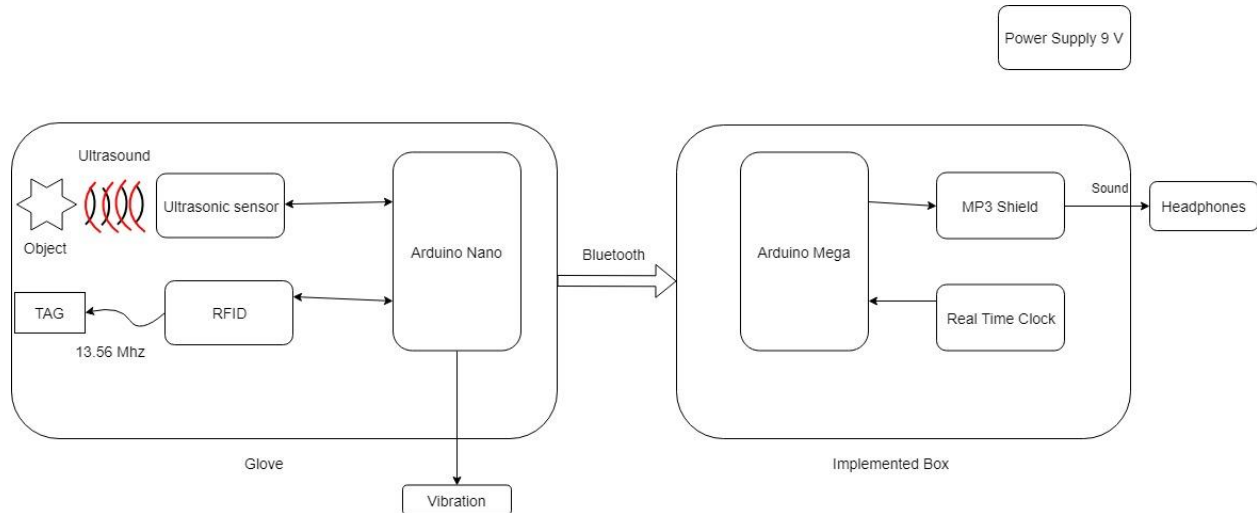 Power Supply 9 V
Ultrasound
Ultrasonic sensor
Object
TAG
13.56 Mhz
RFID
Arduino Nano
Glove
Vibration
Bluetooth
Arduino Mega
MP3 Shield
Real Time Clock
Implemented Box
Sound
Headphones